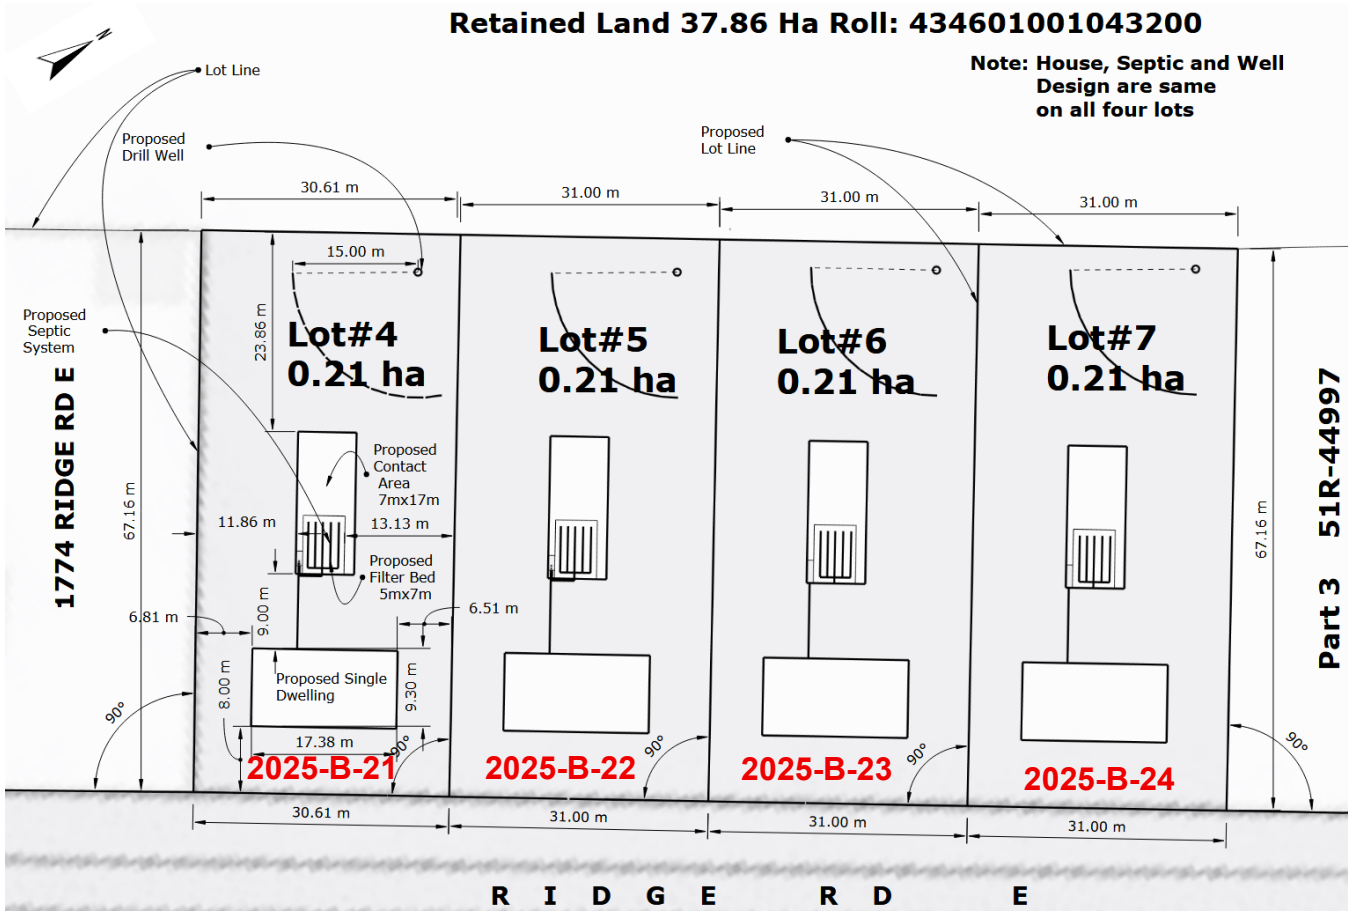 Retained Land 37.86 Ha Roll: 434601001043200
N
Note: House, Septic and Well
Design are same
on all four lots
Lot Line
Proposed
Drill Well
Proposed
Lot Line
30.61 m
31.00 m
31.00 m
31.00 m
15.00 m
23.86 m
Proposed
Septic
System
Lot#4
0.21 ha
Lot#5
0.21 ha
Lot#6
0.21 ha
Lot#7
0.21 ha
1774 RIDGE RD E
67.16 m
Proposed
Contact
Area
7mx17m
11.86 m
13.13 m
Proposed
Filter Bed
5mx7m
67.16 m
Part 3 51R-44997
9.00 m
6.81 m
6.51 m
8.00 m
Proposed Single
Dwelling
9.30 m
17.38 m
90°
90°
90°
90°
90°
2025-B-21
2025-B-22
2025-B-23
2025-B-24
30.61 m
31.00 m
31.00 m
31.00 m
RIDGE RD E